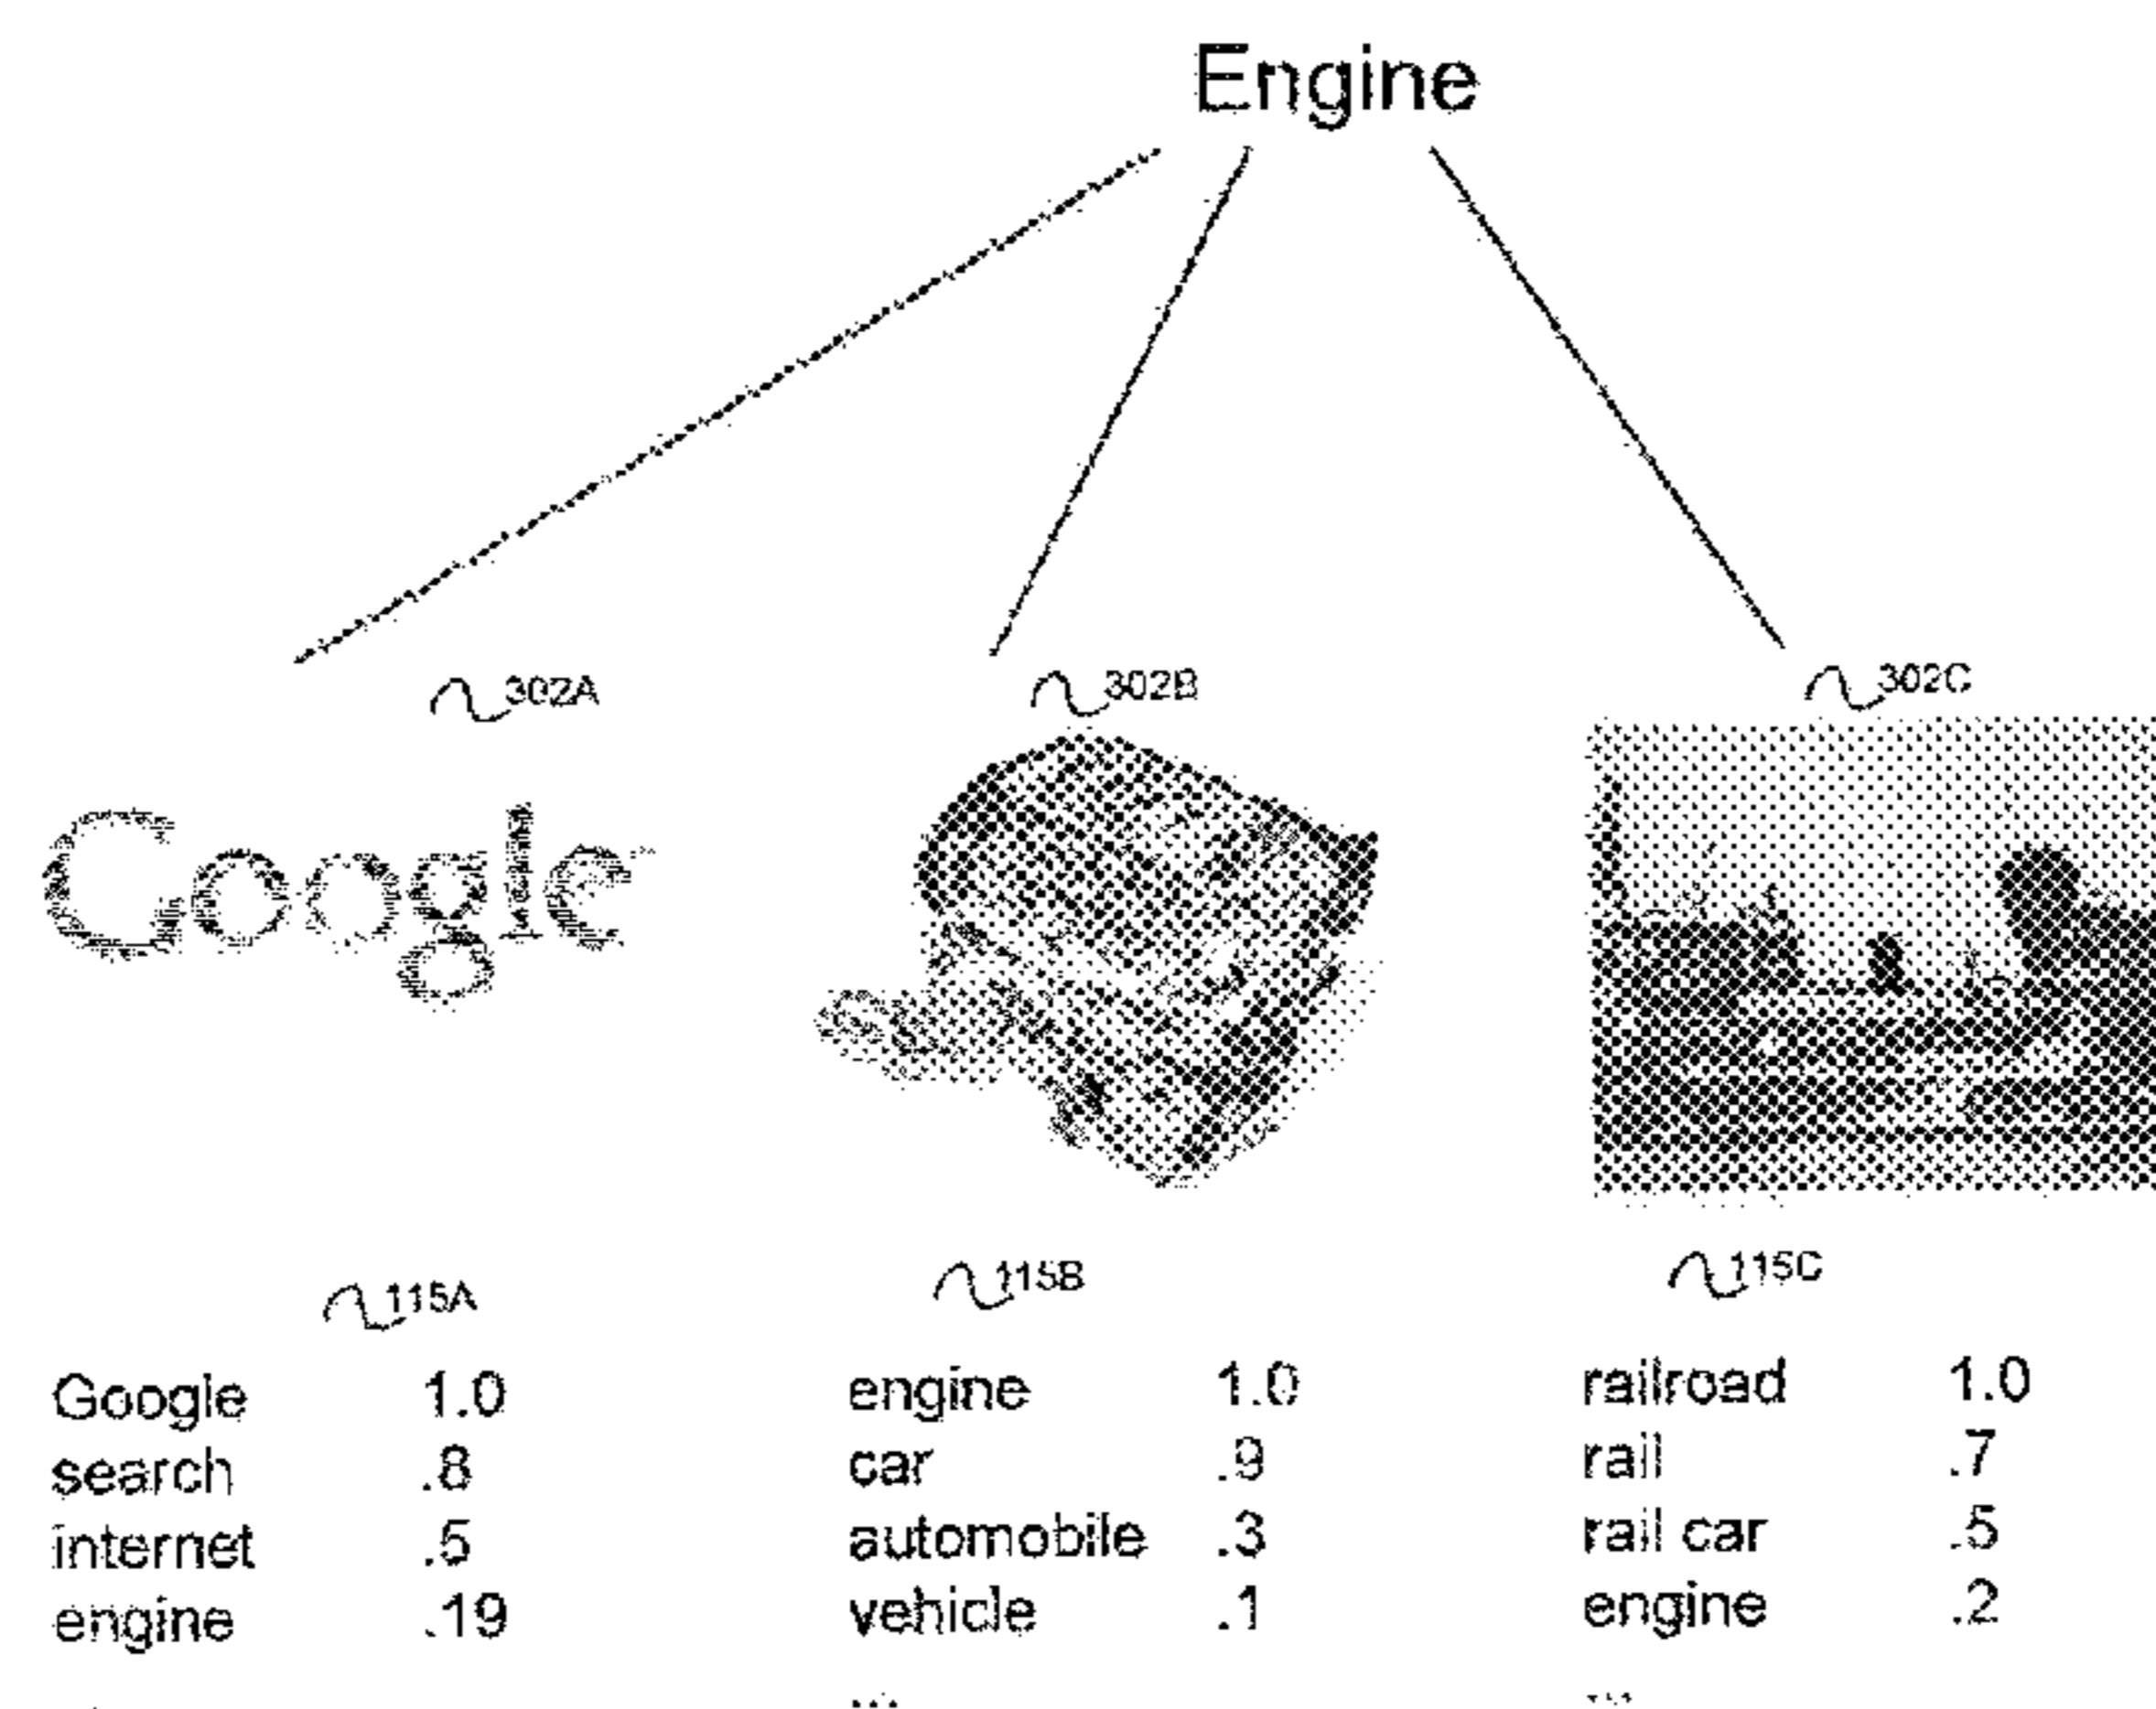 Engine
302A
302B
302C
Google
115A
115B
115C
Google 1.0
search .8
internet .5
engine .19
engine 1.0
car .9
automobile .3
vehicle .1
...
railroad 1.0
rail .7
rail car .5
engine .2
...